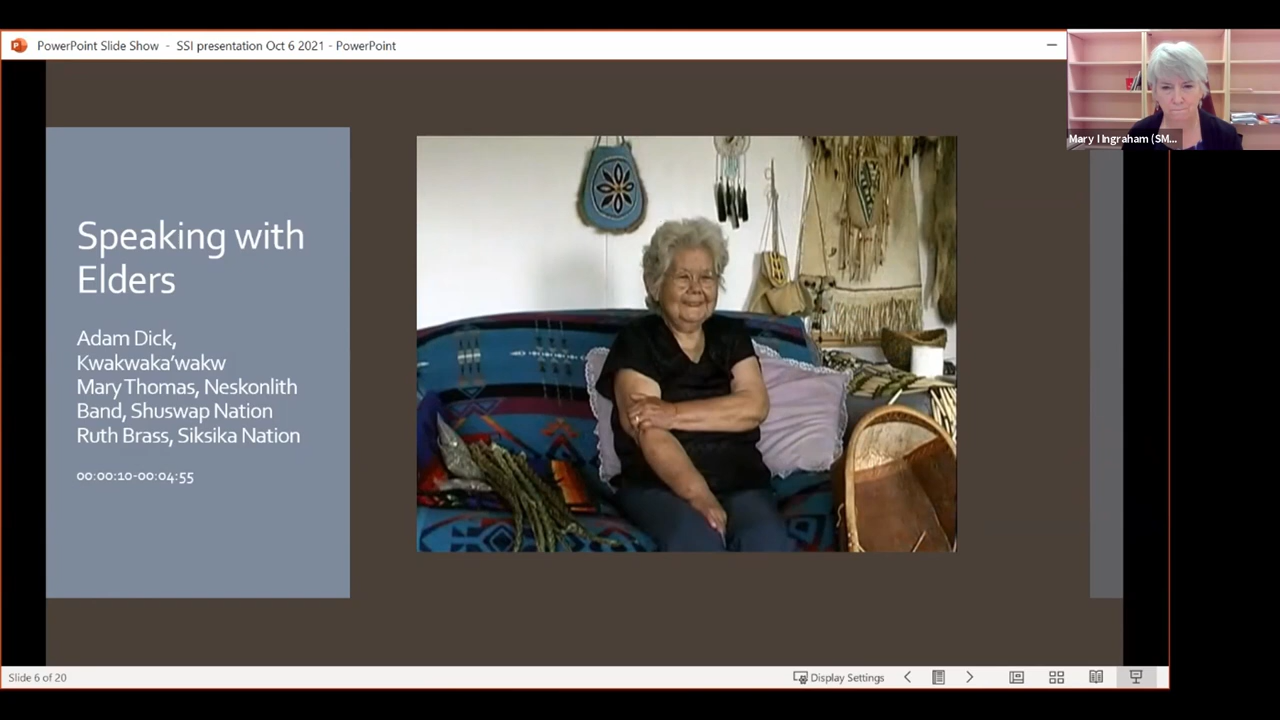 PowerPoint Slide Show - SSI presentation Oct 6 2021 - PowerPoint
Mary I Ingraham (SM...
Speaking with
Elders
Adam Dick,
Kwakwaka’wakw
Mary Thomas, Neskonlith
Band, Shuswap Nation
Ruth Brass, Siksika Nation
00:00:10-00:04:55
Slide 6 of 20
Display Settings